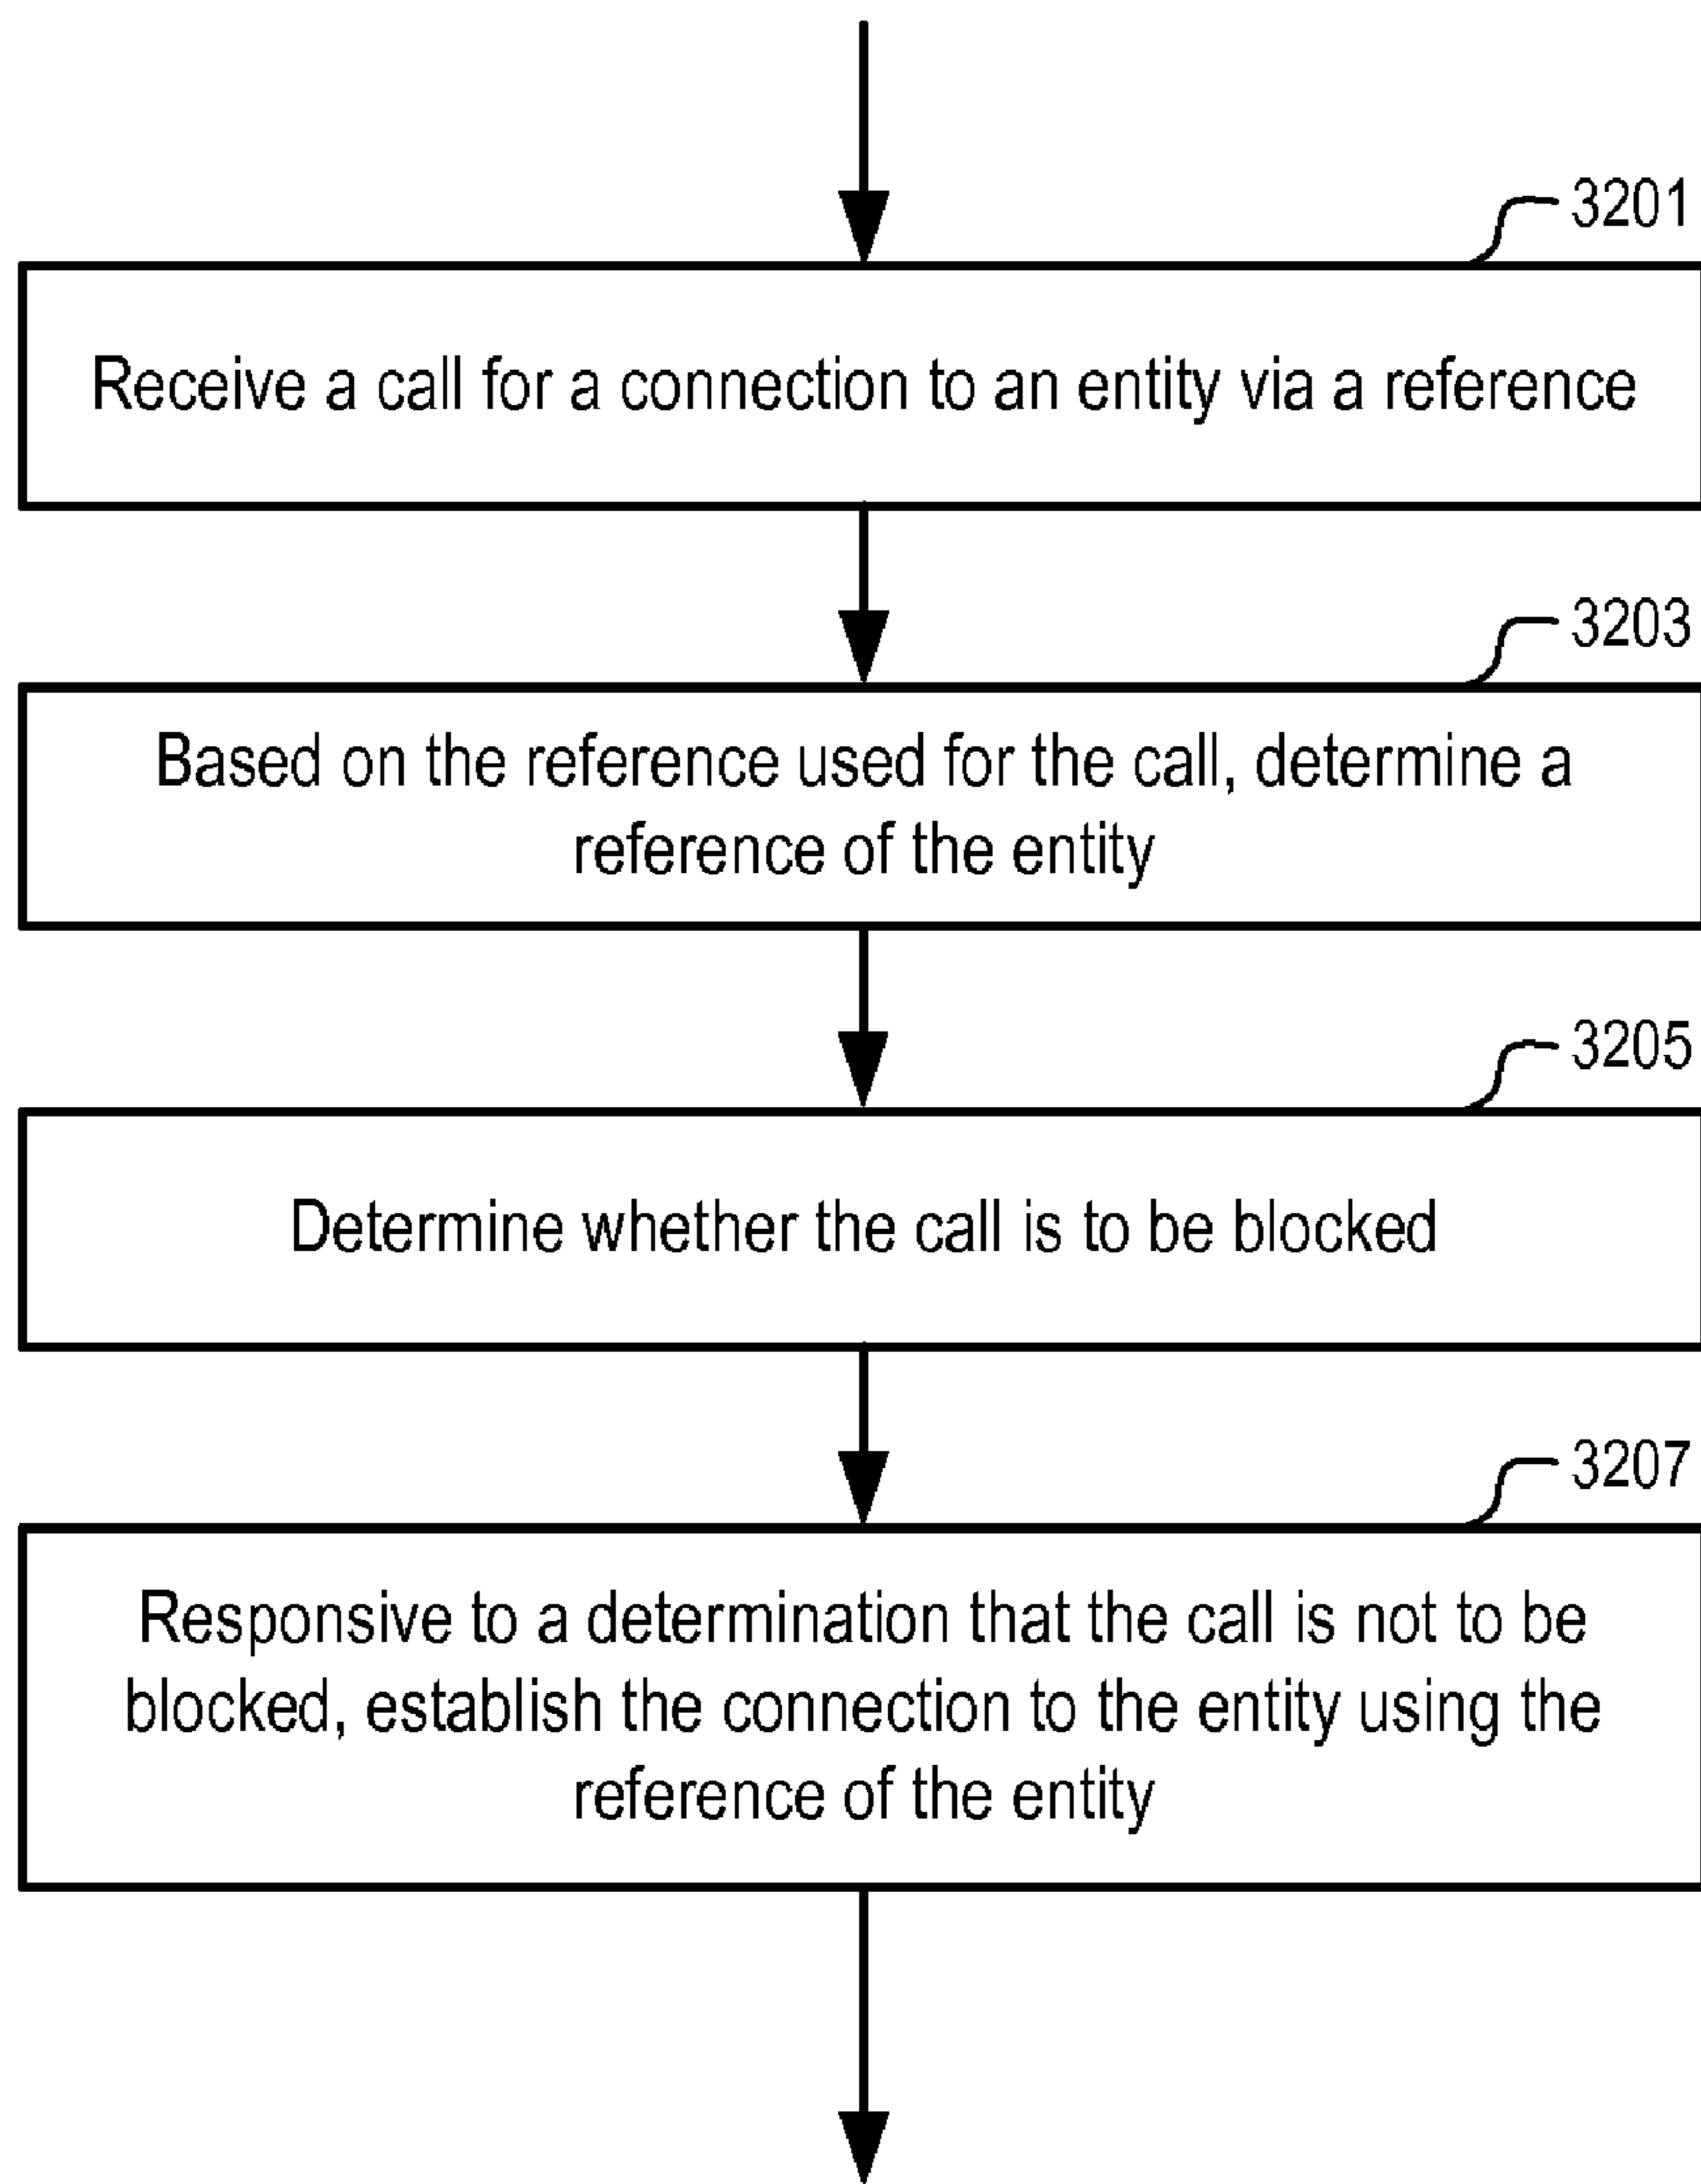 3201
Receive a call for a connection to an entity via a reference
3203
Based on the reference used for the call, determine a
reference of the entity
3205
Determine whether the call is to be blocked
3207
Responsive to a determination that the call is not to be
blocked, establish the connection to the entity using the
reference of the entity